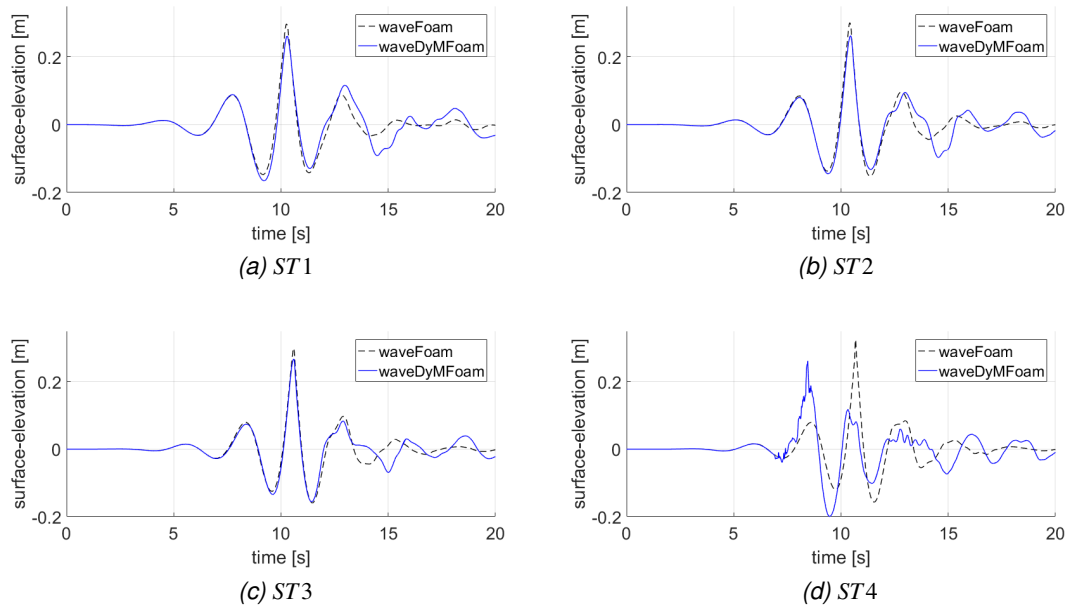 waveFoam
waveDyMFoam
surface-elevation [m]
0.2
0
-0.2
0 5 10 15 20
time [s]
(a) ST1
waveFoam
waveDyMFoam
surface-elevation [m]
0.2
0
-0.2
0 5 10 15 20
time [s]
(b) ST2
waveFoam
waveDyMFoam
surface-elevation [m]
0.2
0
-0.2
0 5 10 15 20
time [s]
(c) ST3
waveFoam
waveDyMFoam
surface-elevation [m]
0.2
0
-0.2
0 5 10 15 20
time [s]
(d) ST4